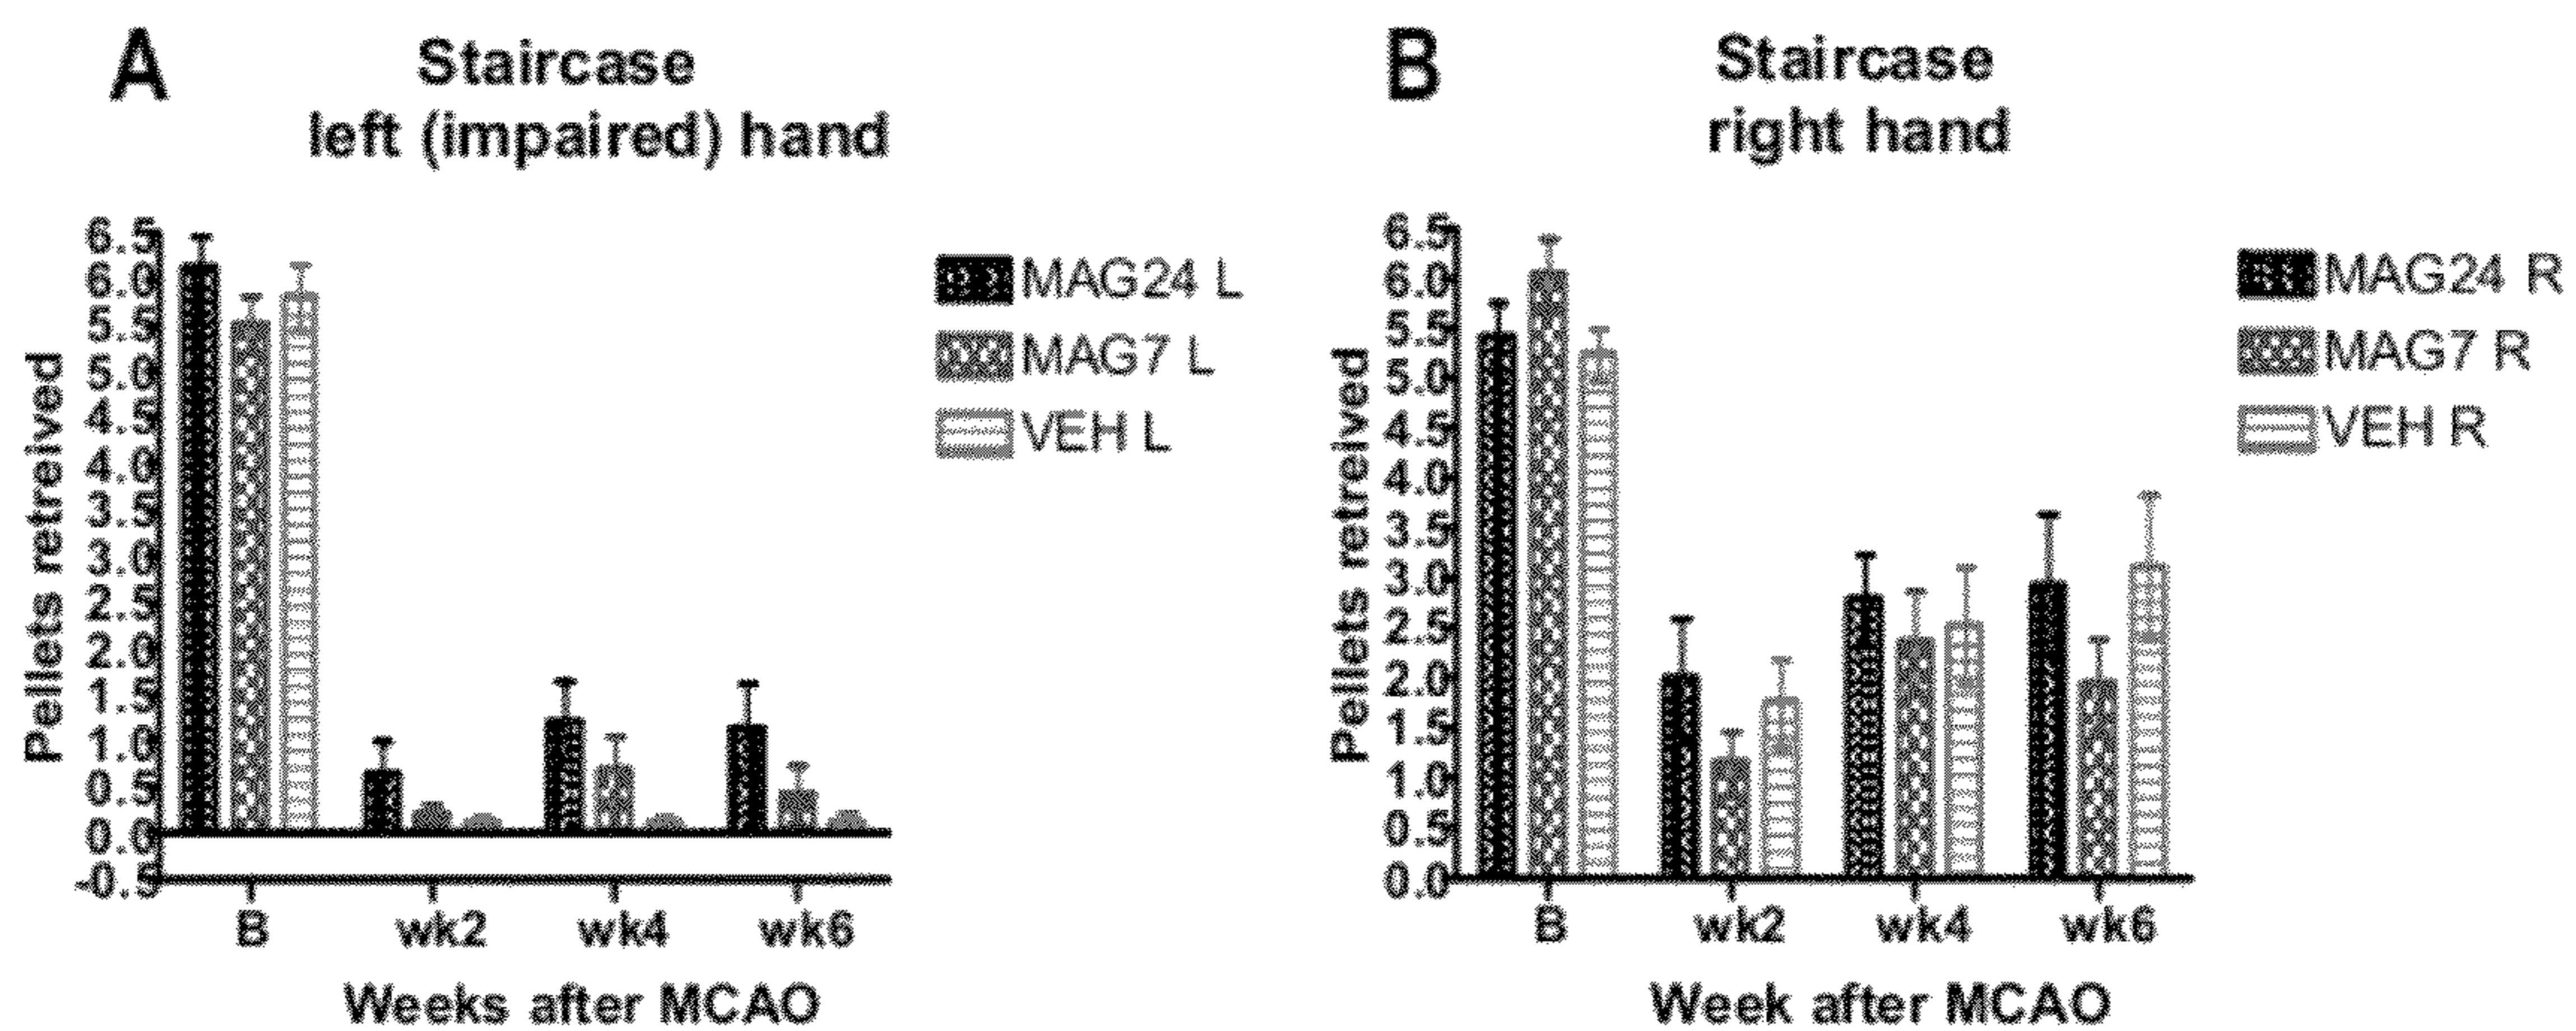 A
Staircase
left (impaired) hand
Pellets retreived
6.5
6.0
5.5
5.0
4.5
4.0
3.5
3.0
2.5
2.0
1.5
1.0
0.5
0.0
-0.5
B
wk2
wk4
wk6
Weeks after MCAO
MAG24 L
MAG7 L
VEH L
B
Staircase
right hand
Pellets retreived
6.5
6.0
5.5
5.0
4.5
4.0
3.5
3.0
2.5
2.0
1.5
1.0
0.5
0.0
B
wk2
wk4
wk6
Week after MCAO
MAG24 R
MAG7 R
VEH R